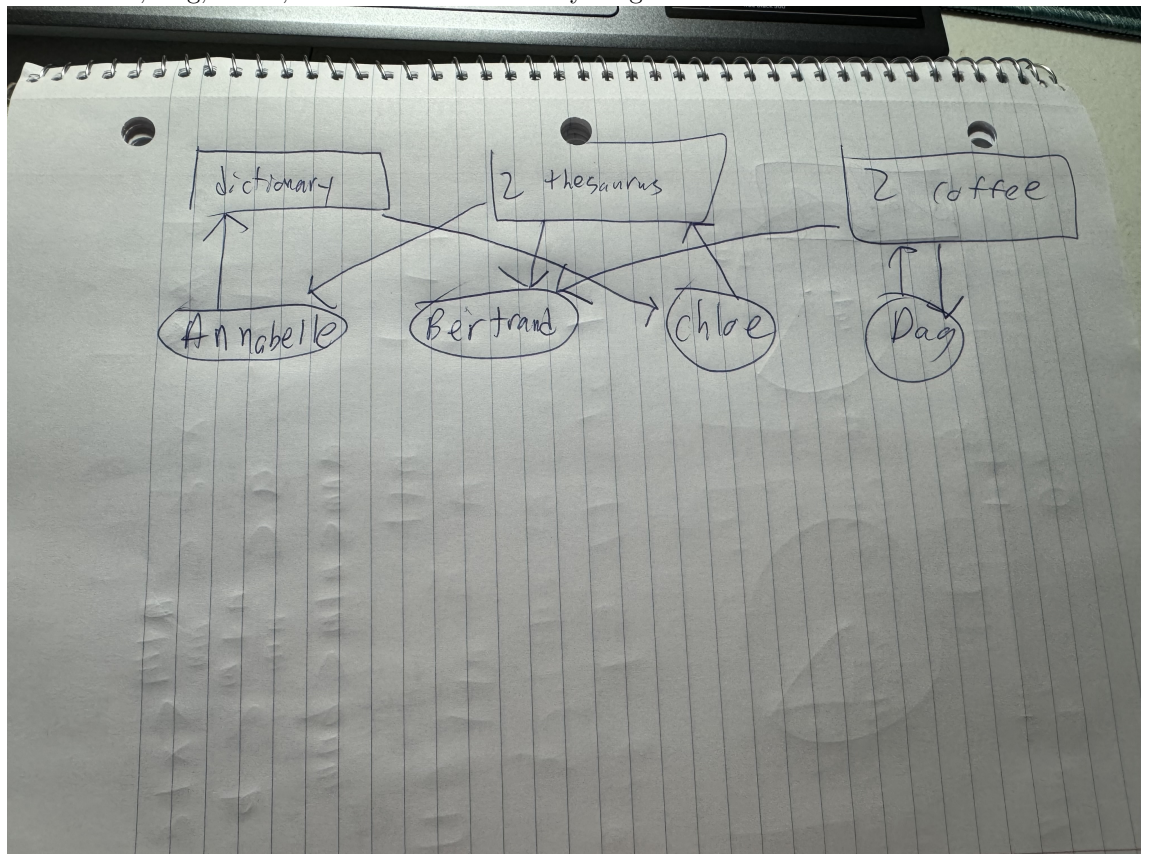 dictionary
2 thesaurus
2 coffee
Annabelle
Bertrand
Chloe
Dag